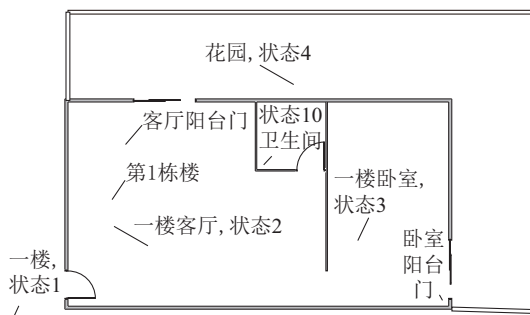 花园, 状态4
客厅阳台门
状态10
卫生间
第1栋楼
一楼卧室,
状态3
一楼客厅, 状态2
卧室
阳台
门
一楼,
状态1